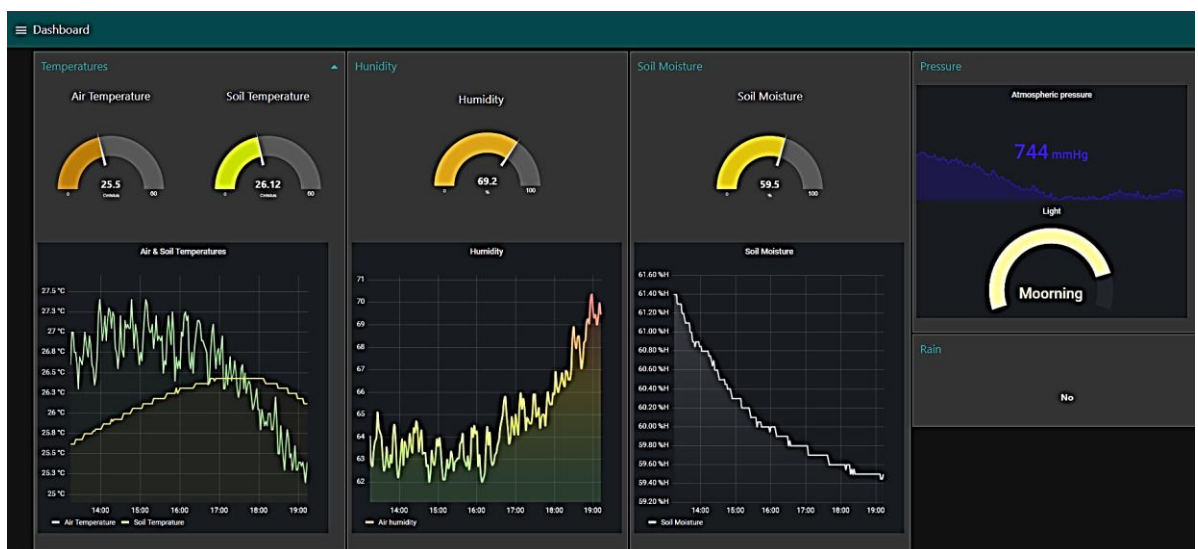 Dashboard
Temperatures
Air Temperature
Soil Temperature
25.5
Celsius
0
60
26.12
Celsius
0
60
Air & Soil Temperatures
27.5 °C
27.3 °C
27 °C
26.8 °C
26.5 °C
26.3 °C
26 °C
25.8 °C
25.5 °C
25.3 °C
25 °C
14:00 15:00 16:00 17:00 18:00 19:00
Air Temperature Soil Temprature
Hunidity
Humidity
69.2
%
0
100
Humidity
71
70
69
68
67
66
65
64
63
62
14:00 15:00 16:00 17:00 18:00 19:00
Air humidity
Soil Moisture
Soil Moisture
59.5
%
0
100
Soil Moisture
61.60 %H
61.40 %H
61.20 %H
61.00 %H
60.80 %H
60.60 %H
60.40 %H
60.20 %H
60.00 %H
59.80 %H
59.60 %H
59.40 %H
59.20 %H
14:00 15:00 16:00 17:00 18:00 19:00
Soil Moisture
Pressure
Atmospheric pressure
744 mmHg
Light
Moorning
Rain
No